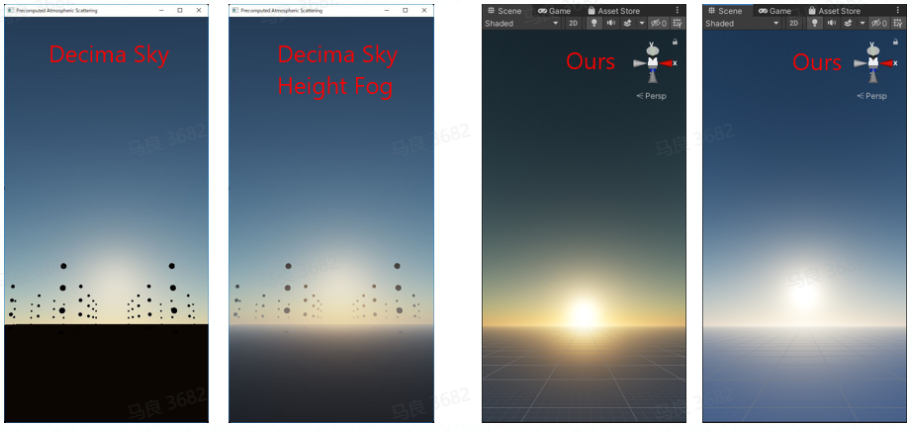 Precomputed Atmospheric Scattering
Decima Sky
Precomputed Atmospheric Scattering
Decima Sky
Height Fog
Scene Game Asset Store
Shaded 2D 0
Ours
y
x
Persp
Scene Game Asset Store
Shaded 2D 0
Ours
y
x
Persp
马良 3682
马良 3682
马良 3682
马良 3682
马良 3682
马良 3682